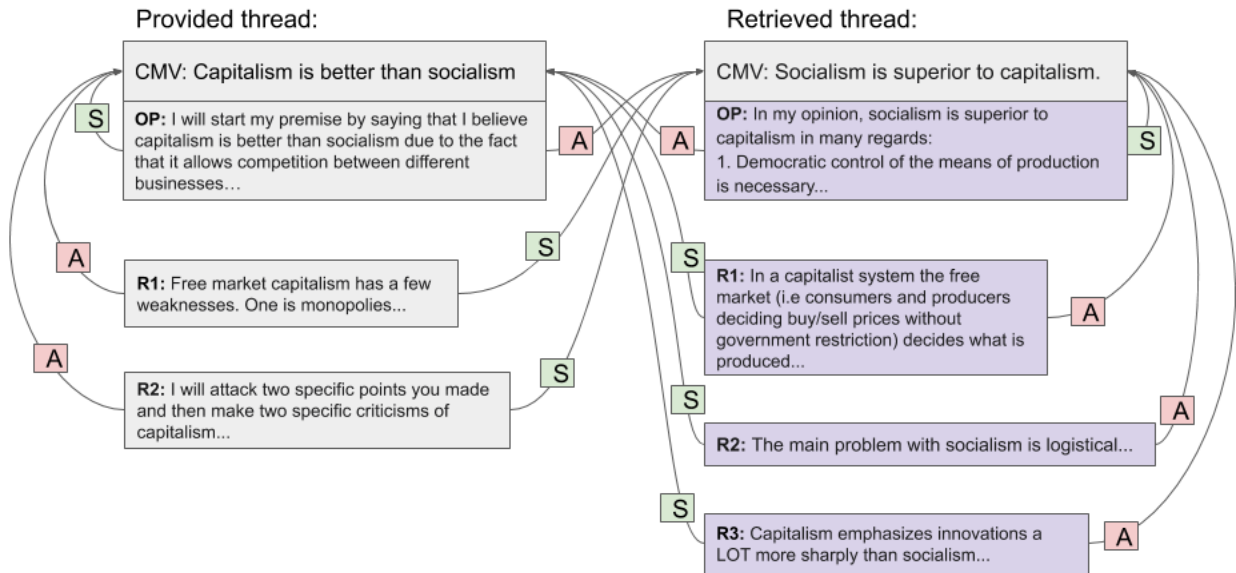 Provided thread:
CMV: Capitalism is better than socialism
OP: I will start my premise by saying that I believe
capitalism is better than socialism due to the fact
that it allows competition between different
businesses...
S
A
A
R1: Free market capitalism has a few
weaknesses. One is monopolies...
S
A
R2: I will attack two specific points you made
and then make two specific criticisms of
capitalism...
S
Retrieved thread:
CMV: Socialism is superior to capitalism.
OP: In my opinion, socialism is superior to
capitalism in many regards:
1. Democratic control of the means of production
is necessary...
A
S
S
R1: In a capitalist system the free
market (i.e consumers and producers
deciding buy/sell prices without
government restriction) decides what is
produced...
A
S
R2: The main problem with socialism is logistical...
A
S
R3: Capitalism emphasizes innovations a
LOT more sharply than socialism...
A